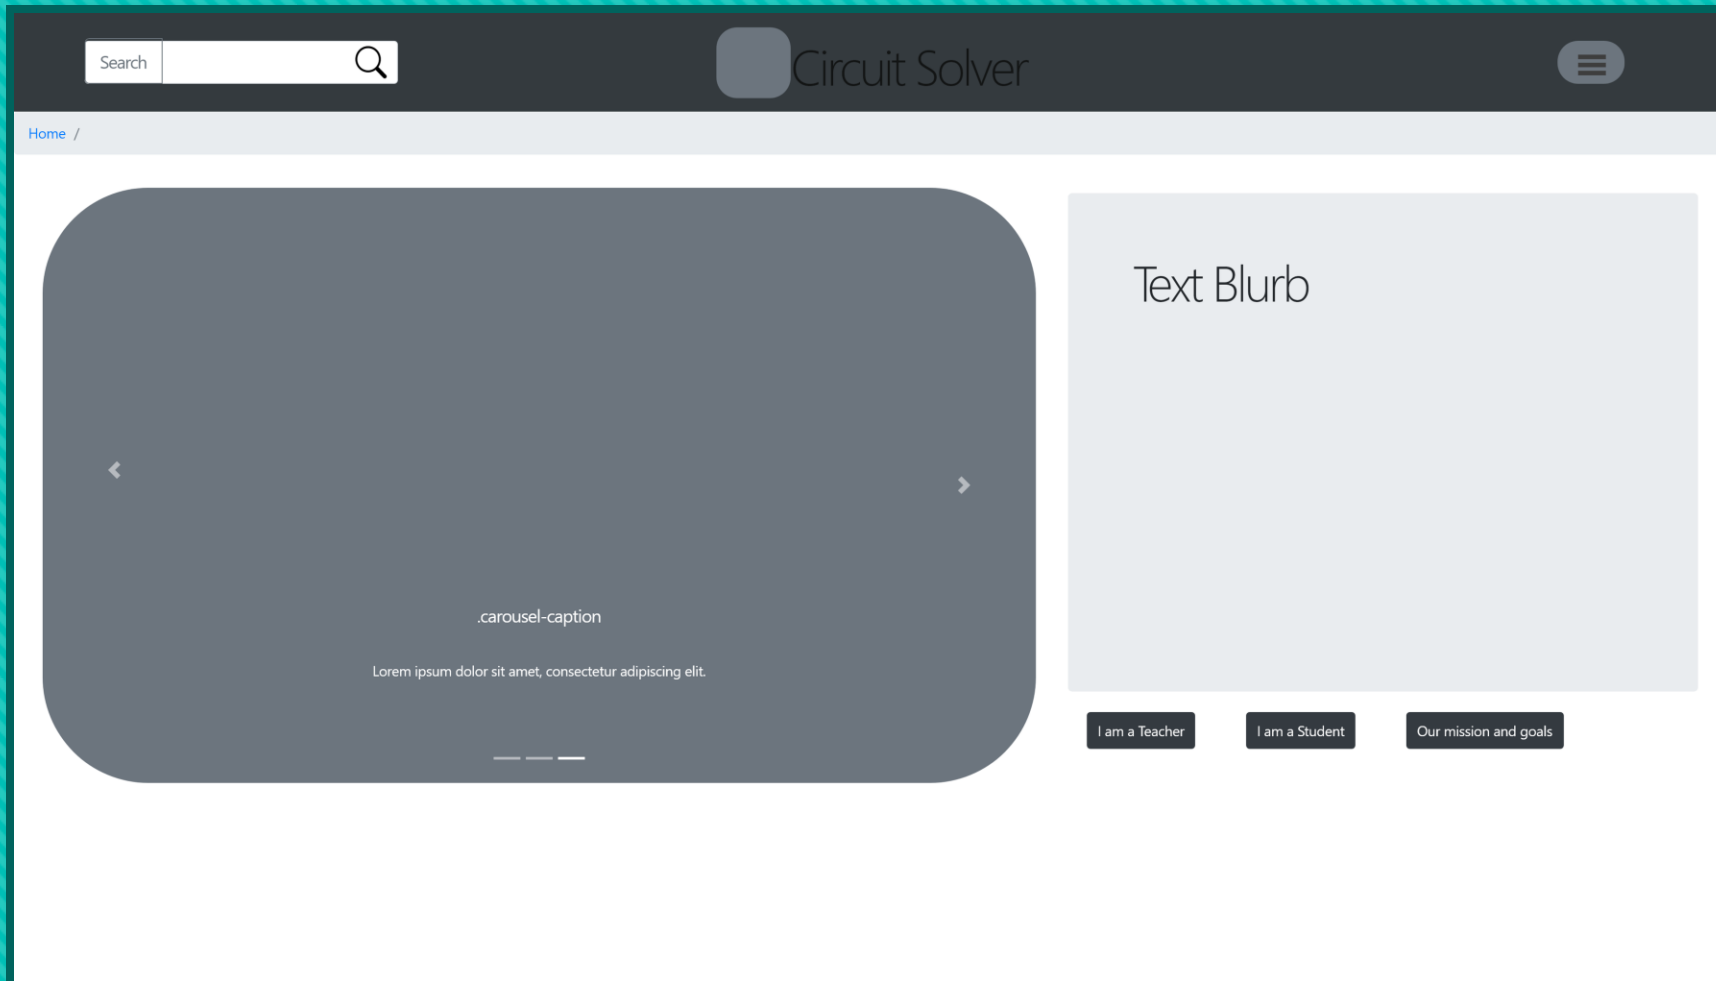 Search
Circuit Solver
Home /
Text Blurb
.carousel-caption
Lorem ipsum dolor sit amet, consectetur adipiscing elit.
I am a Teacher
I am a Student
Our mission and goals